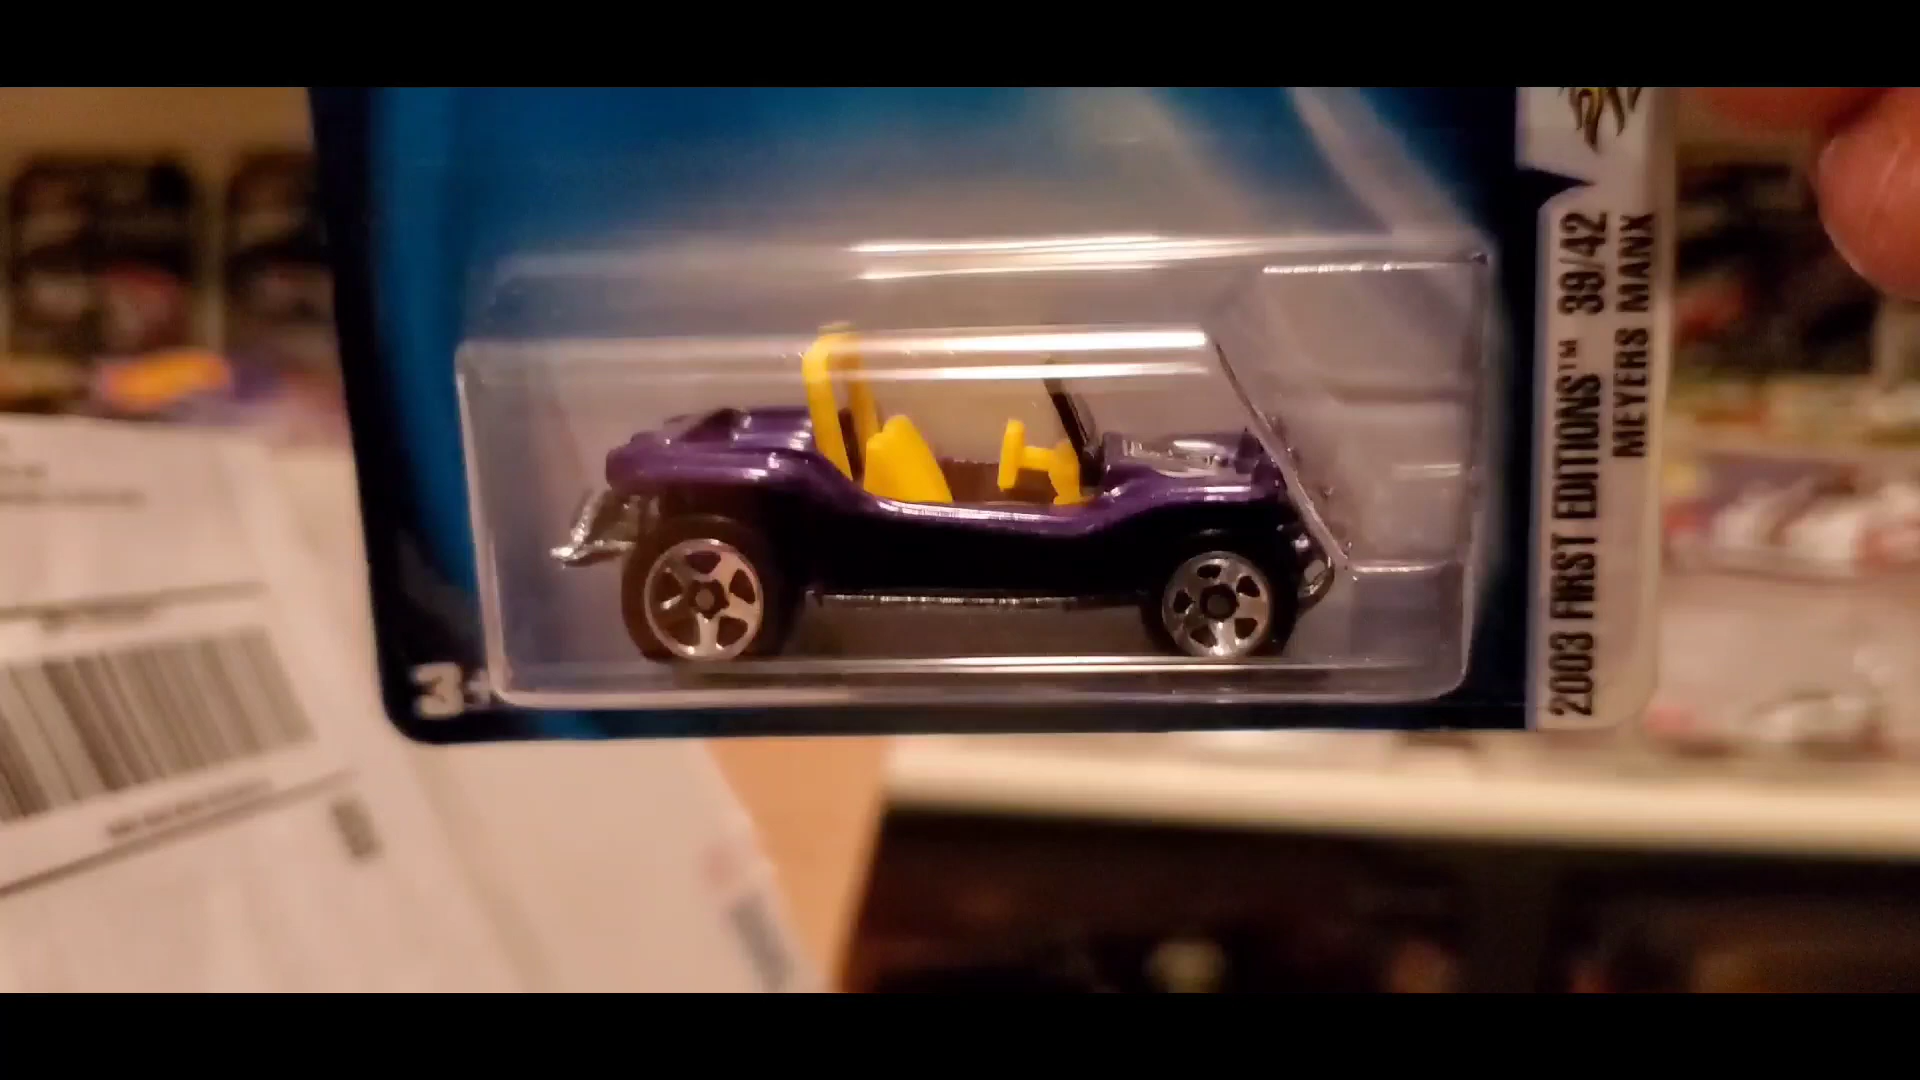 2003 FIRST EDITIONS™ 39/42
MEYERS MANX
3+